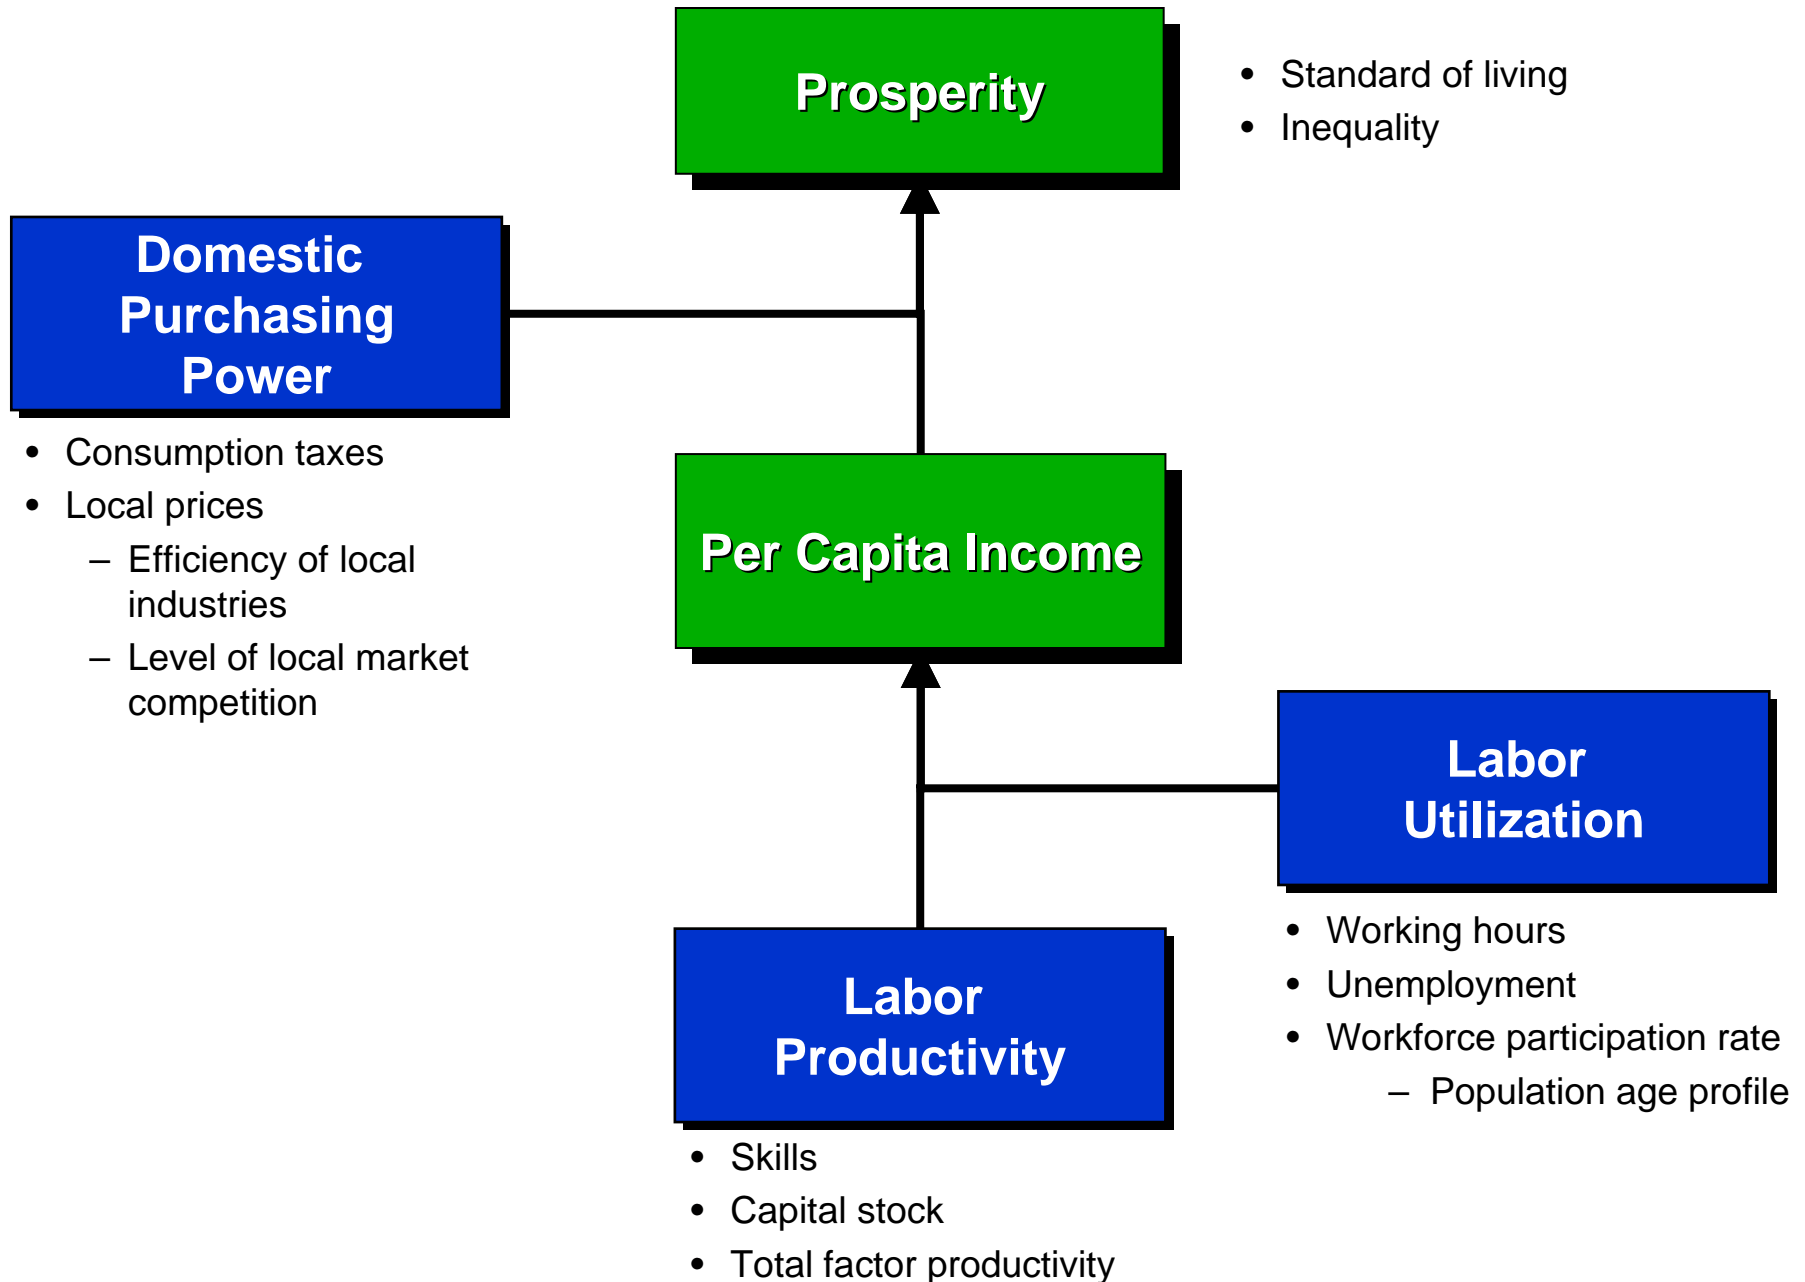 Prosperity
• Standard of living
• Inequality
Domestic
Purchasing
Power
• Consumption taxes
• Local prices
– Efficiency of local
industries
– Level of local market
competition
Per Capita Income
Labor
Utilization
• Working hours
• Unemployment
• Workforce participation rate
– Population age profile
Labor
Productivity
• Skills
• Capital stock
• Total factor productivity